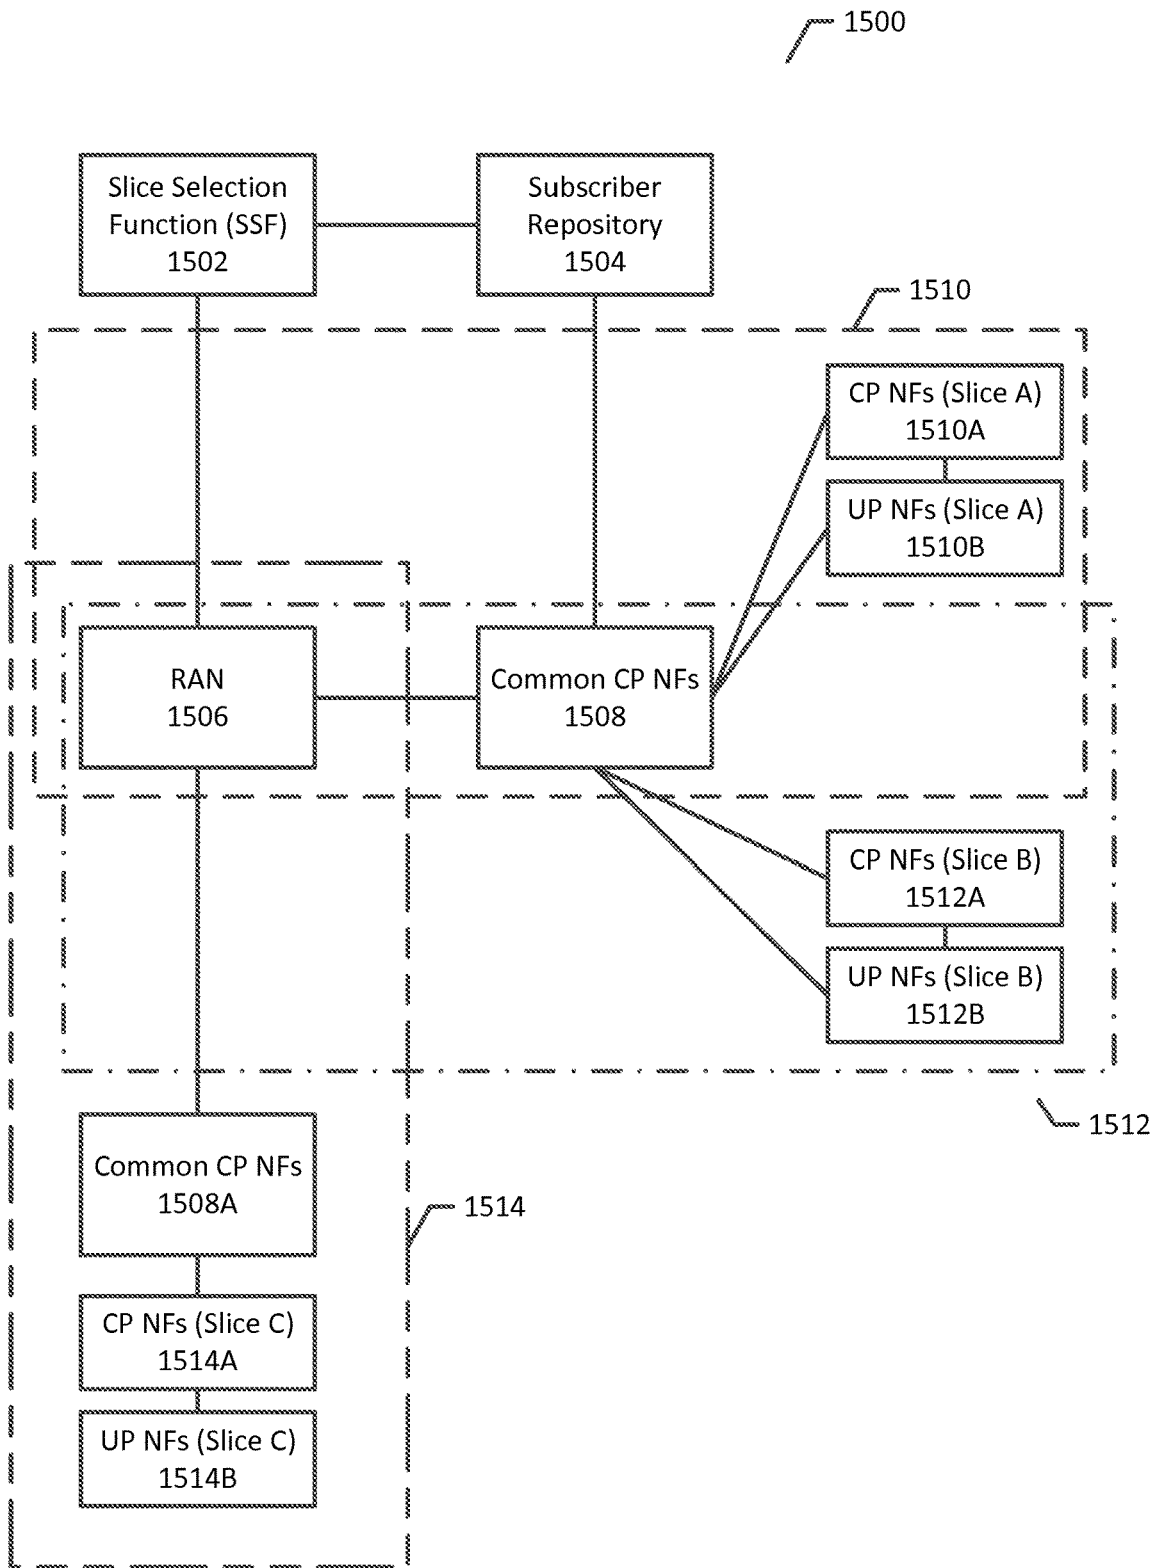 1500
Slice Selection
Function (SSF)
1502
Subscriber
Repository
1504
1510
CP NFs (Slice A)
1510A
UP NFs (Slice A)
1510B
RAN
1506
Common CP NFs
1508
CP NFs (Slice B)
1512A
UP NFs (Slice B)
1512B
1512
Common CP NFs
1508A
1514
CP NFs (Slice C)
1514A
UP NFs (Slice C)
1514B